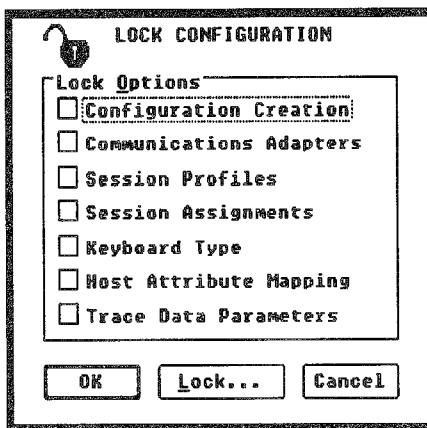 LOCK CONFIGURATION
Lock Options
Configuration Creation
Communications Adapters
Session Profiles
Session Assignments
Keyboard Type
Host Attribute Mapping
Trace Data Parameters
OK Lock... Cancel